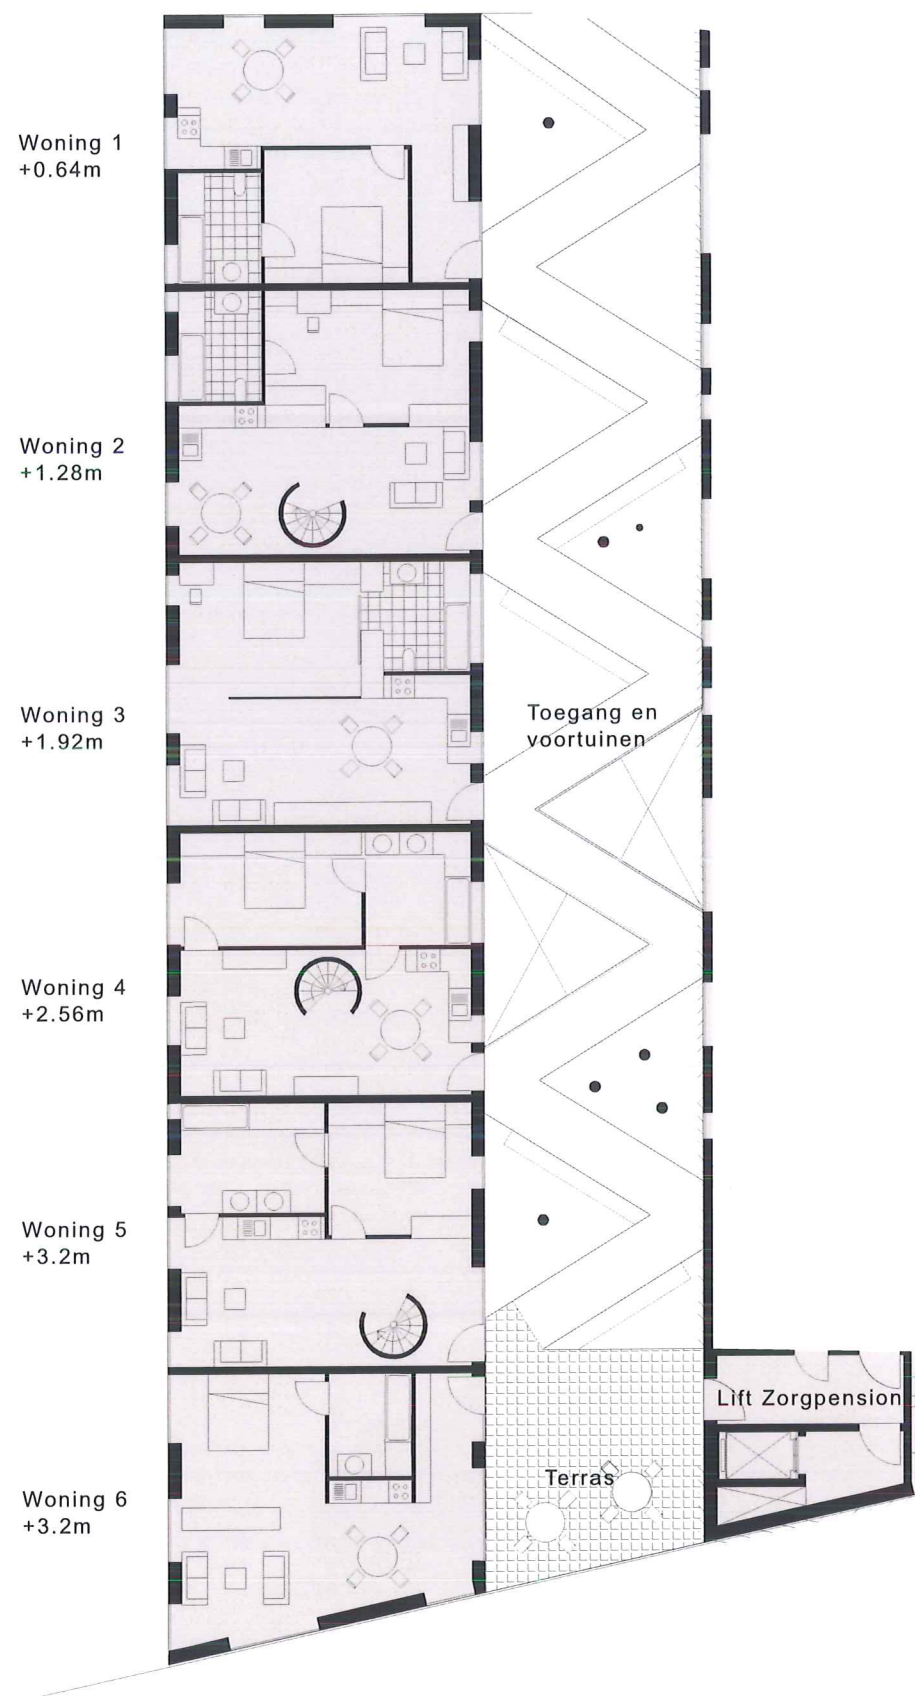 Woning 1
+0.64m
Woning 2
+1.28m
Woning 3
+1.92m
Toegang en
voortuinen
Woning 4
+2.56m
Woning 5
+3.2m
Lift Zorgpension
Terras
Woning 6
+3.2m